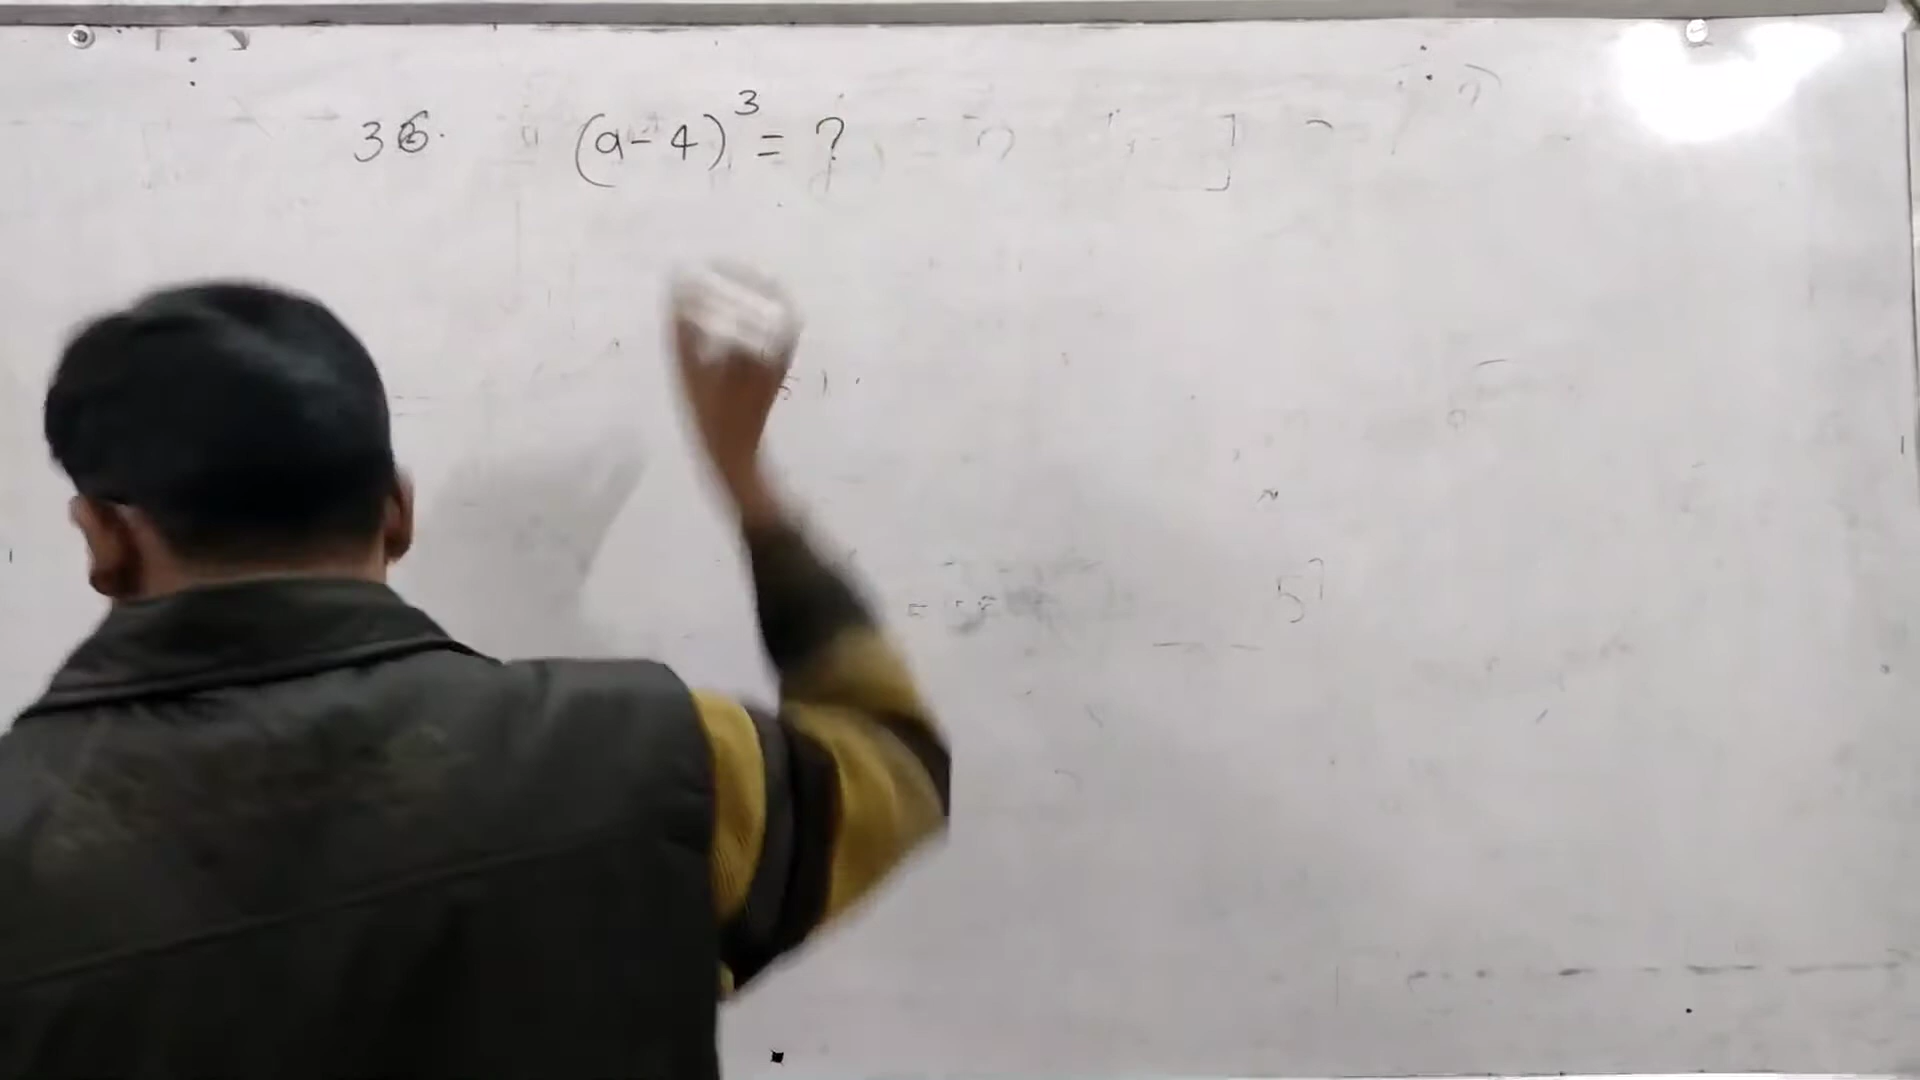 36. (a-4)³ = ?